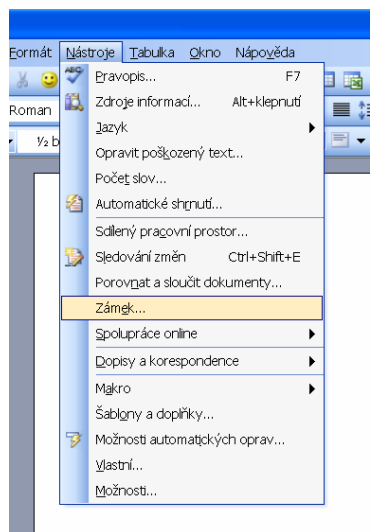 Formát Nástroje Tabulka Okno Nápověda
Pravopis... F7
Roman
Zdroje informací... Alt+klepnutí
Jazyk
½ b
Opravit poškozený text...
Počet slov...
Automatické shrnutí...
Sdílený pracovní prostor...
Sledování změn Ctrl+Shift+E
Porovnat a sloučit dokumenty...
Zámek...
Spolupráce online
Dopisy a korespondence
Makro
Šablony a doplňky...
Možnosti automatických oprav...
Vlastní...
Možnosti...